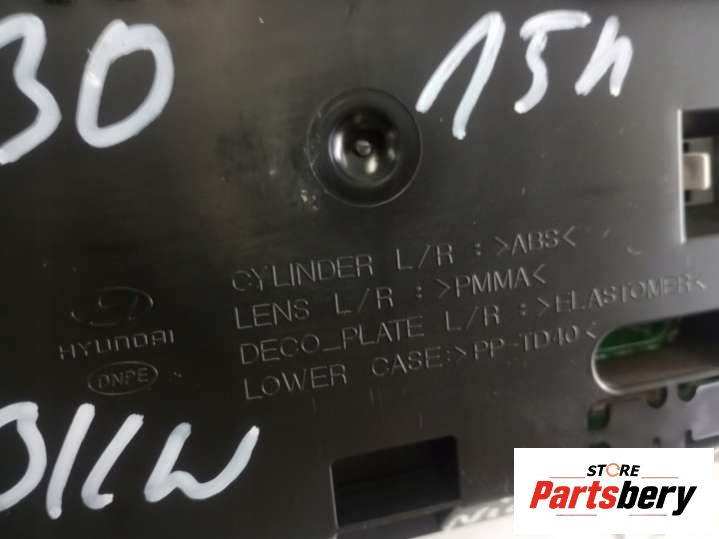 30 15h
CYLINDER L/R : >ABS<
LENS L/R : >PMMA<
DECO_PLATE L/R : >ELASTOMER<
LOWER CASE:>PP-TD40<
HYUNDAI
DNPE
STORE
Partsbery